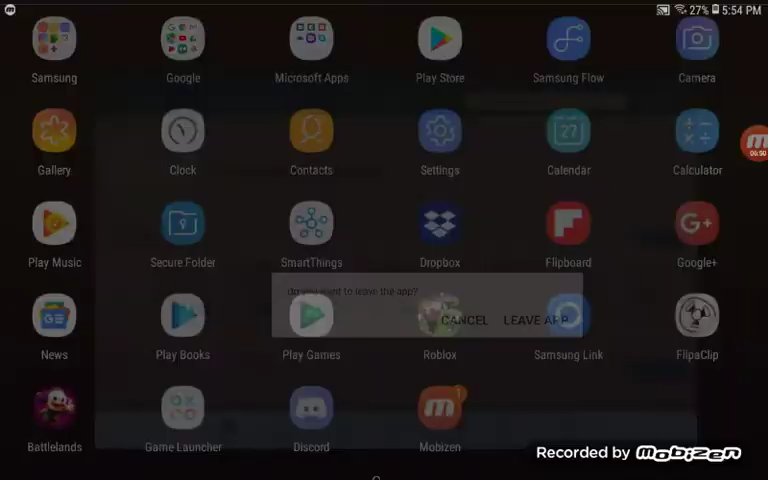 27% 5:54 PM
Samsung Google Microsoft Apps Play Store Samsung Flow Camera
27
Gallery Clock Contacts Settings Calendar Calculator
G+
Play Music Secure Folder SmartThings Dropbox Flipboard Google+
do you want to leave the app?
CANCEL LEAVE APP
News Play Books Play Games Roblox Samsung Link FlipaClip
1
Battlelands Game Launcher Discord Mobizen
Recorded by mobizen